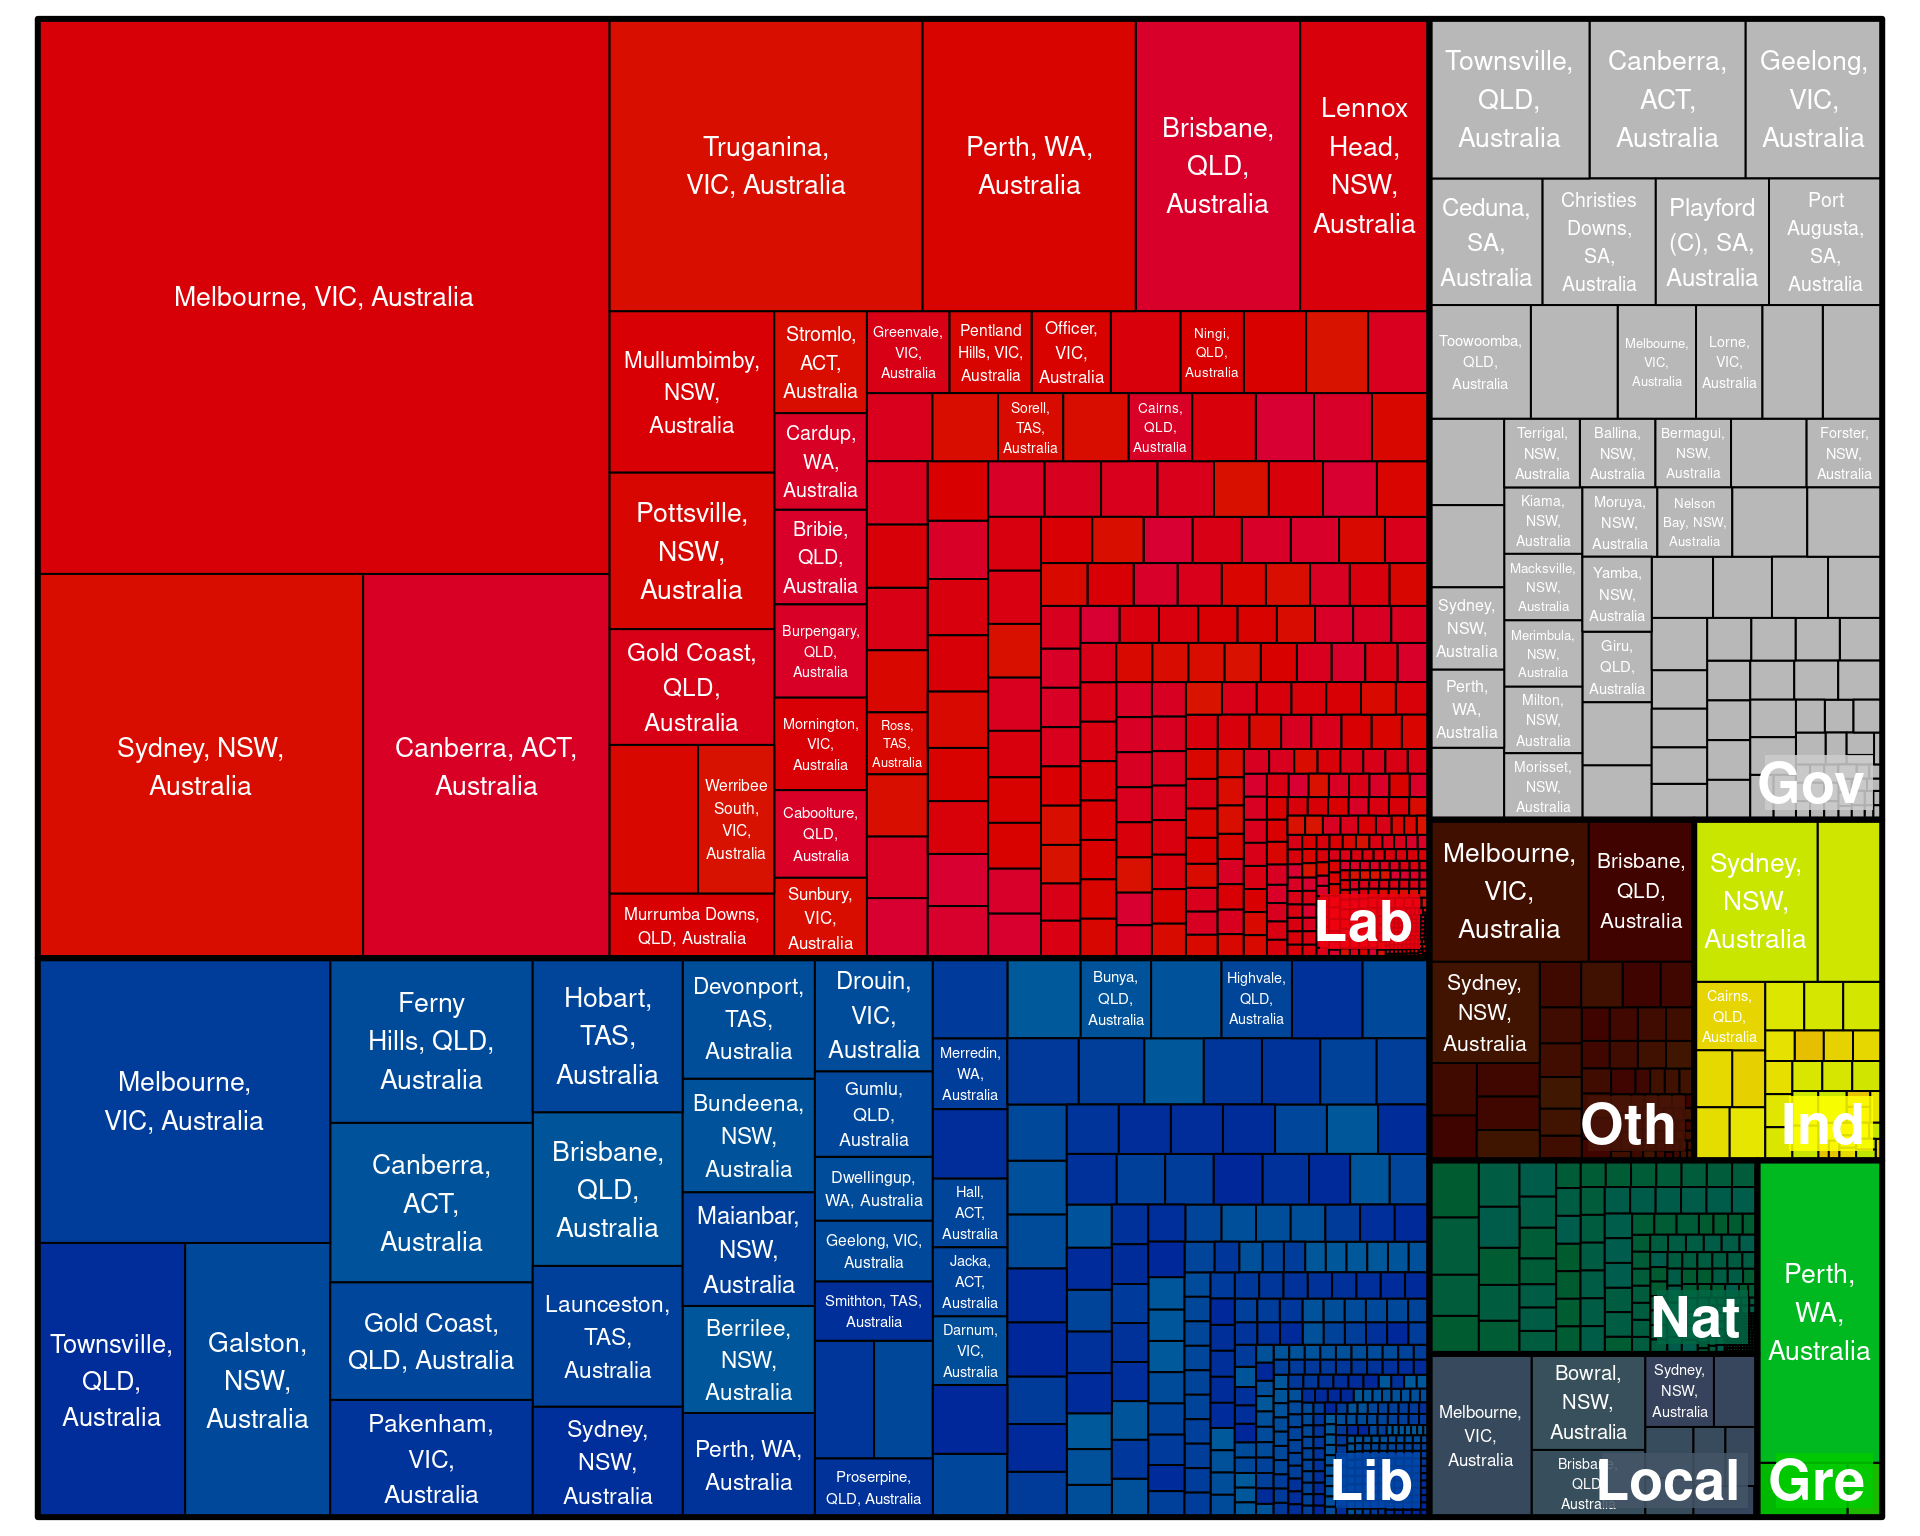 Melbourne, VIC, Australia
Sydney, NSW,
Australia
Canberra, ACT,
Australia
Truganina,
VIC, Australia
Perth, WA,
Australia
Brisbane,
QLD,
Australia
Lennox
Head,
NSW,
Australia
Mullumbimby,
NSW,
Australia
Pottsville,
NSW,
Australia
Gold Coast,
QLD,
Australia
Werribee
South,
VIC,
Australia
Murrumba Downs,
QLD, Australia
Stromlo,
ACT,
Australia
Cardup,
WA,
Australia
Bribie,
QLD,
Australia
Burpengary,
QLD,
Australia
Mornington,
VIC,
Australia
Caboolture,
QLD,
Australia
Sunbury,
VIC,
Australia
Greenvale,
VIC,
Australia
Pentland
Hills, VIC,
Australia
Officer,
VIC,
Australia
Ningi,
QLD,
Australia
Sorell,
TAS,
Australia
Cairns,
QLD,
Australia
Ross,
TAS,
Australia
Lab
Townsville,
QLD,
Australia
Canberra,
ACT,
Australia
Geelong,
VIC,
Australia
Ceduna,
SA,
Australia
Christies
Downs,
SA,
Australia
Playford
(C), SA,
Australia
Port
Augusta,
SA,
Australia
Toowoomba,
QLD,
Australia
Melbourne,
VIC,
Australia
Lorne,
VIC,
Australia
Terrigal,
NSW,
Australia
Ballina,
NSW,
Australia
Bermagui,
NSW,
Australia
Forster,
NSW,
Australia
Kiama,
NSW,
Australia
Moruya,
NSW,
Australia
Nelson
Bay, NSW,
Australia
Macksville,
NSW,
Australia
Yamba,
NSW,
Australia
Sydney,
NSW,
Australia
Merimbula,
NSW,
Australia
Giru,
QLD,
Australia
Perth,
WA,
Australia
Milton,
NSW,
Australia
Morisset,
NSW,
Australia
Gov
Melbourne,
VIC,
Australia
Brisbane,
QLD,
Australia
Sydney,
NSW,
Australia
Oth
Sydney,
NSW,
Australia
Cairns,
QLD,
Australia
Ind
Melbourne,
VIC, Australia
Townsville,
QLD,
Australia
Galston,
NSW,
Australia
Ferny
Hills, QLD,
Australia
Canberra,
ACT,
Australia
Gold Coast,
QLD, Australia
Pakenham,
VIC,
Australia
Hobart,
TAS,
Australia
Brisbane,
QLD,
Australia
Launceston,
TAS,
Australia
Sydney,
NSW,
Australia
Devonport,
TAS,
Australia
Bundeena,
NSW,
Australia
Maianbar,
NSW,
Australia
Berrilee,
NSW,
Australia
Perth, WA,
Australia
Drouin,
VIC,
Australia
Gumlu,
QLD,
Australia
Dwellingup,
WA, Australia
Geelong, VIC,
Australia
Smithton, TAS,
Australia
Proserpine,
QLD, Australia
Merredin,
WA,
Australia
Hall,
ACT,
Australia
Jacka,
ACT,
Australia
Darnum,
VIC,
Australia
Bunya,
QLD,
Australia
Highvale,
QLD,
Australia
Lib
Nat
Melbourne,
VIC,
Australia
Bowral,
NSW,
Australia
Sydney,
NSW,
Australia
Brisbane,
QLD,
Australia
Local
Perth,
WA,
Australia
Gre